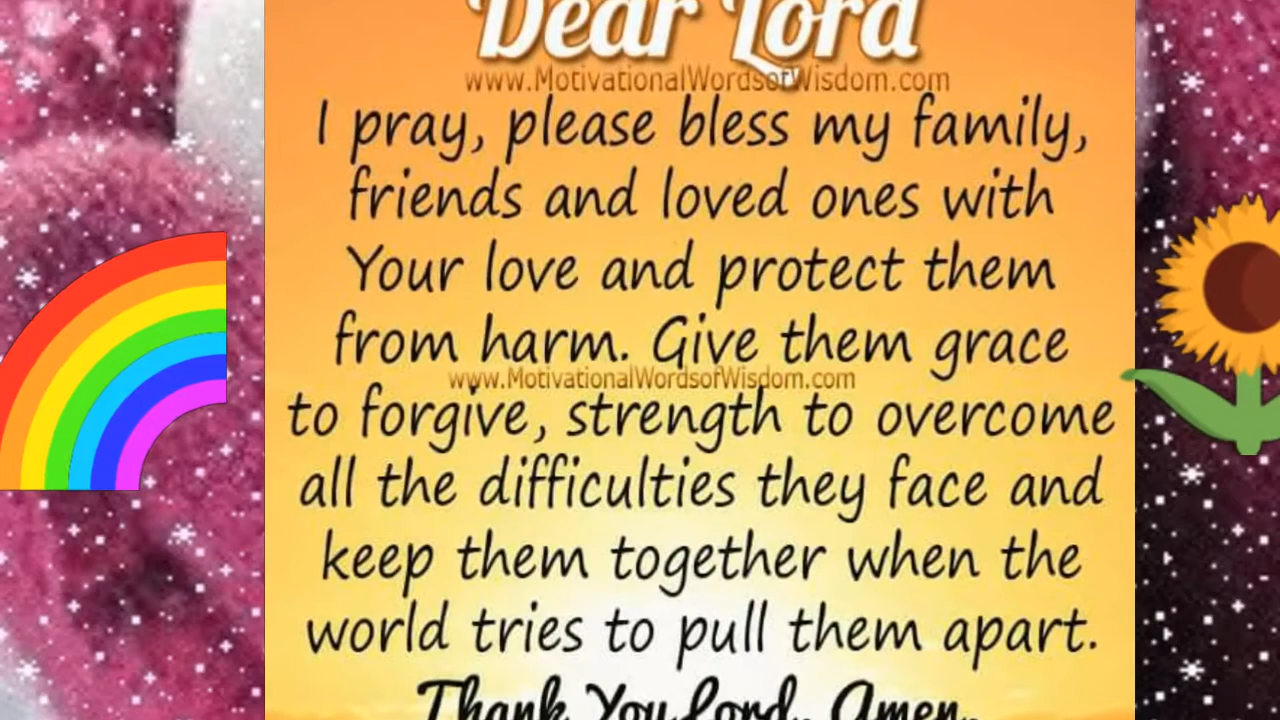 Dear Lord
www.MotivationalWordsofWisdom.com
I pray, please bless my family,
friends and loved ones with
Your love and protect them
from harm. Give them grace
www.MotivationalWordsofWisdom.com
to forgive, strength to overcome
all the difficulties they face and
keep them together when the
world tries to pull them apart.
Thank You Lord. Amen.